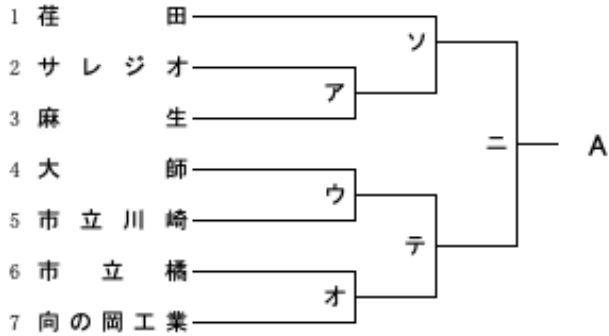 1 荏田
ソ
2 サレジオ
ア
3 麻生
ニ A
4 大師
ウ
5 市立川崎
テ
6 市立橘
オ
7 向の岡工業